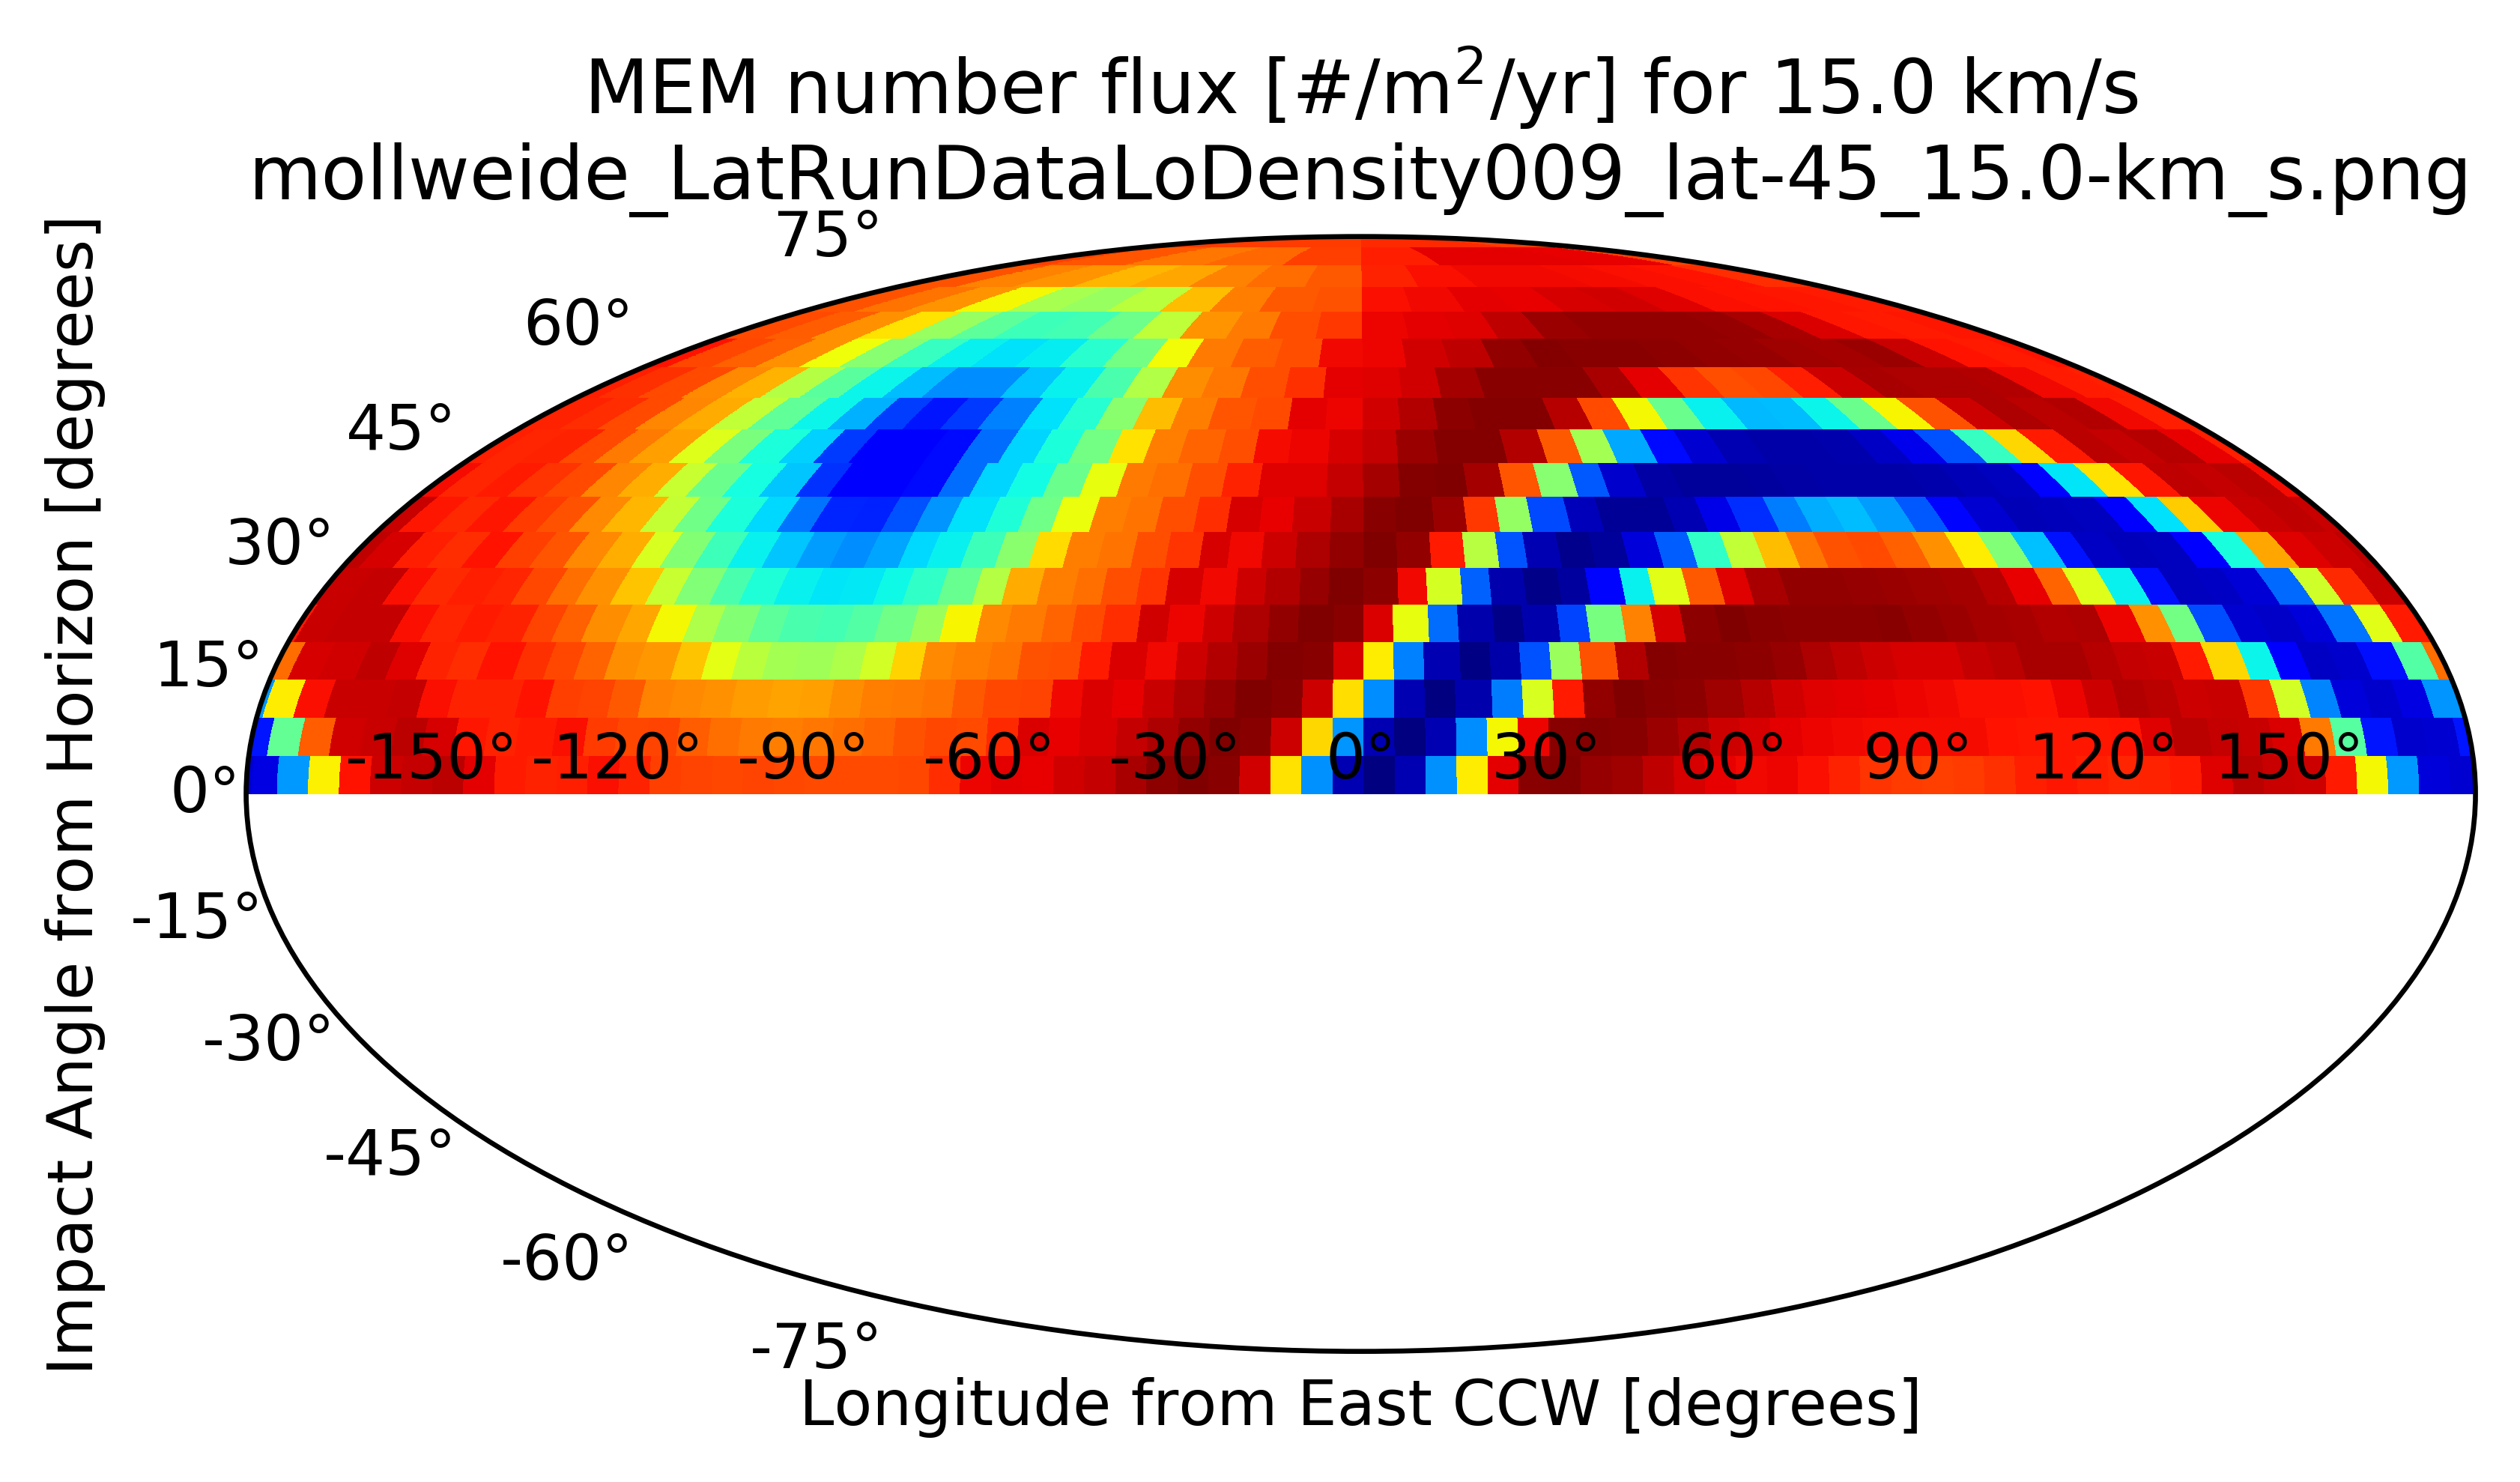 MEM number flux [#/m²/yr] for 15.0 km/s
mollweide_LatRunDataLoDensity009_lat-45_15.0-km_s.png
75°
60°
45°
30°
15°
0°
-15°
-30°
-45°
-60°
-75°
-150° -120° -90° -60° -30° 0° 30° 60° 90° 120° 150°
Impact Angle from Horizon [degrees]
Longitude from East CCW [degrees]